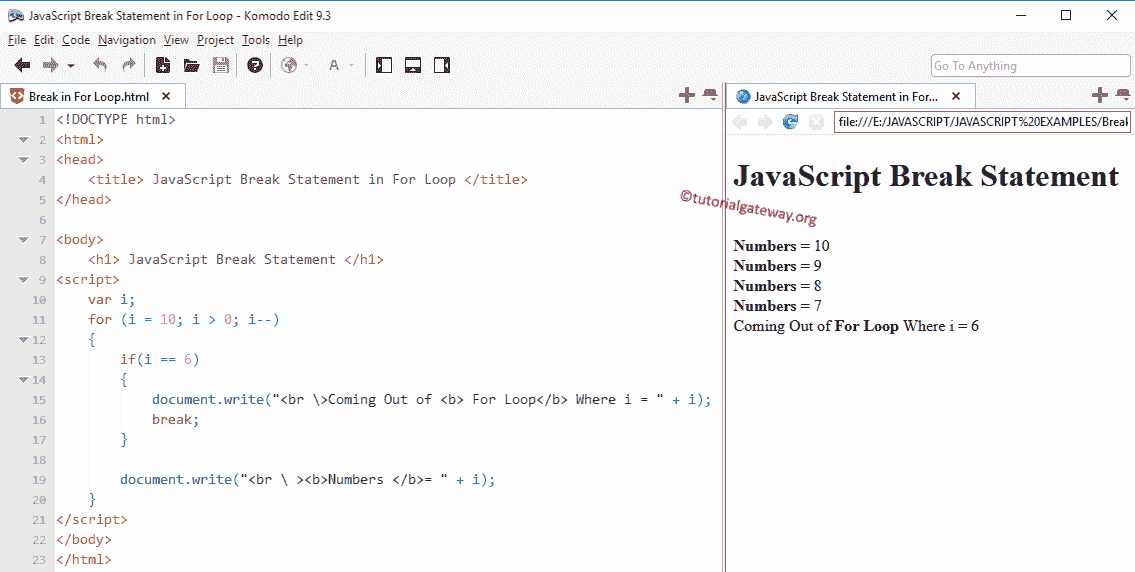 JavaScript Break Statement in For Loop - Komodo Edit 9.3
File Edit Code Navigation View Project Tools Help
A
Go To Anything
Break in For Loop.html
1 <!DOCTYPE html>
2 <html>
3 <head>
4     <title> JavaScript Break Statement in For Loop </title>
5 </head>
6
7 <body>
8     <h1> JavaScript Break Statement </h1>
9 <script>
10     var i;
11     for (i = 10; i > 0; i--)
12     {
13         if(i == 6)
14         {
15             document.write("<br \>Coming Out of <b> For Loop</b> Where i = " + i);
16             break;
17         }
18
19         document.write("<br \ ><b>Numbers </b>= " + i);
20     }
21 </script>
22 </body>
23 </html>
JavaScript Break Statement in For...
file:///E:/JAVASCRIPT/JAVASCRIPT%20EXAMPLES/Break
JavaScript Break Statement
©tutorialgateway.org
Numbers = 10
Numbers = 9
Numbers = 8
Numbers = 7
Coming Out of For Loop Where i = 6